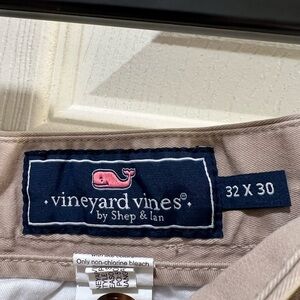 vineyard vines®
by Shep & Ian
32 X 30
Only non-chlorine bleach